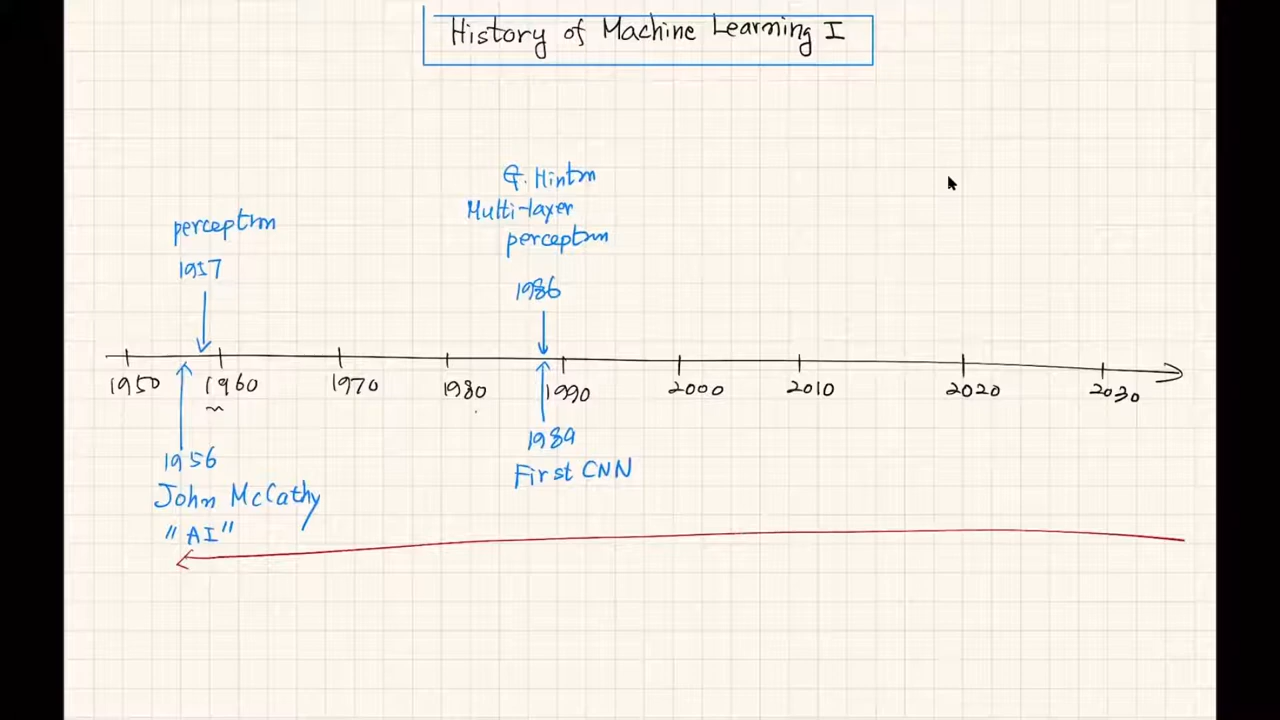 History of Machine Learning I
G. Hinton
Multi-layer
perceptron
1986
perceptron
1957
1950 1960 1970 1980 1990 2000 2010 2020 2030
1956
John McCathy
"AI"
1989
First CNN